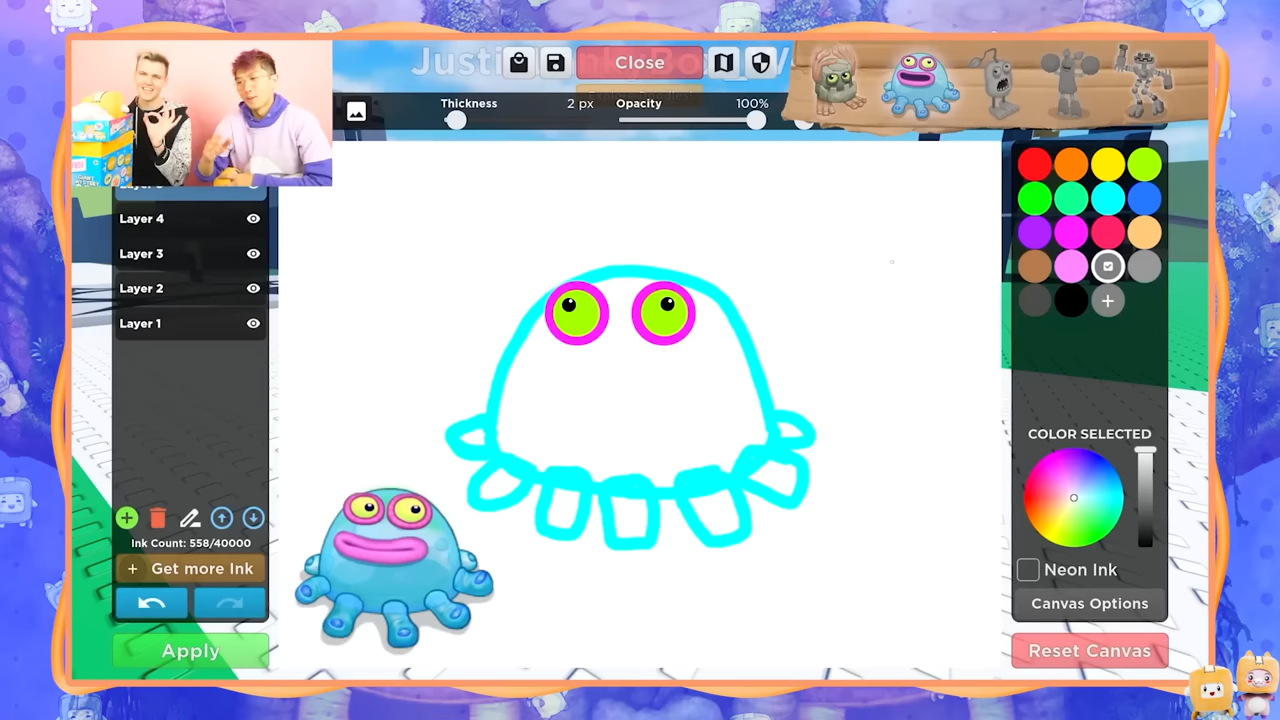 Justi
Close
Thickness 2 px Opacity 100%
Layer 4
Layer 3
Layer 2
Layer 1
Ink Count: 558/40000
+ Get more Ink
Apply
COLOR SELECTED
Neon Ink
Canvas Options
Reset Canvas